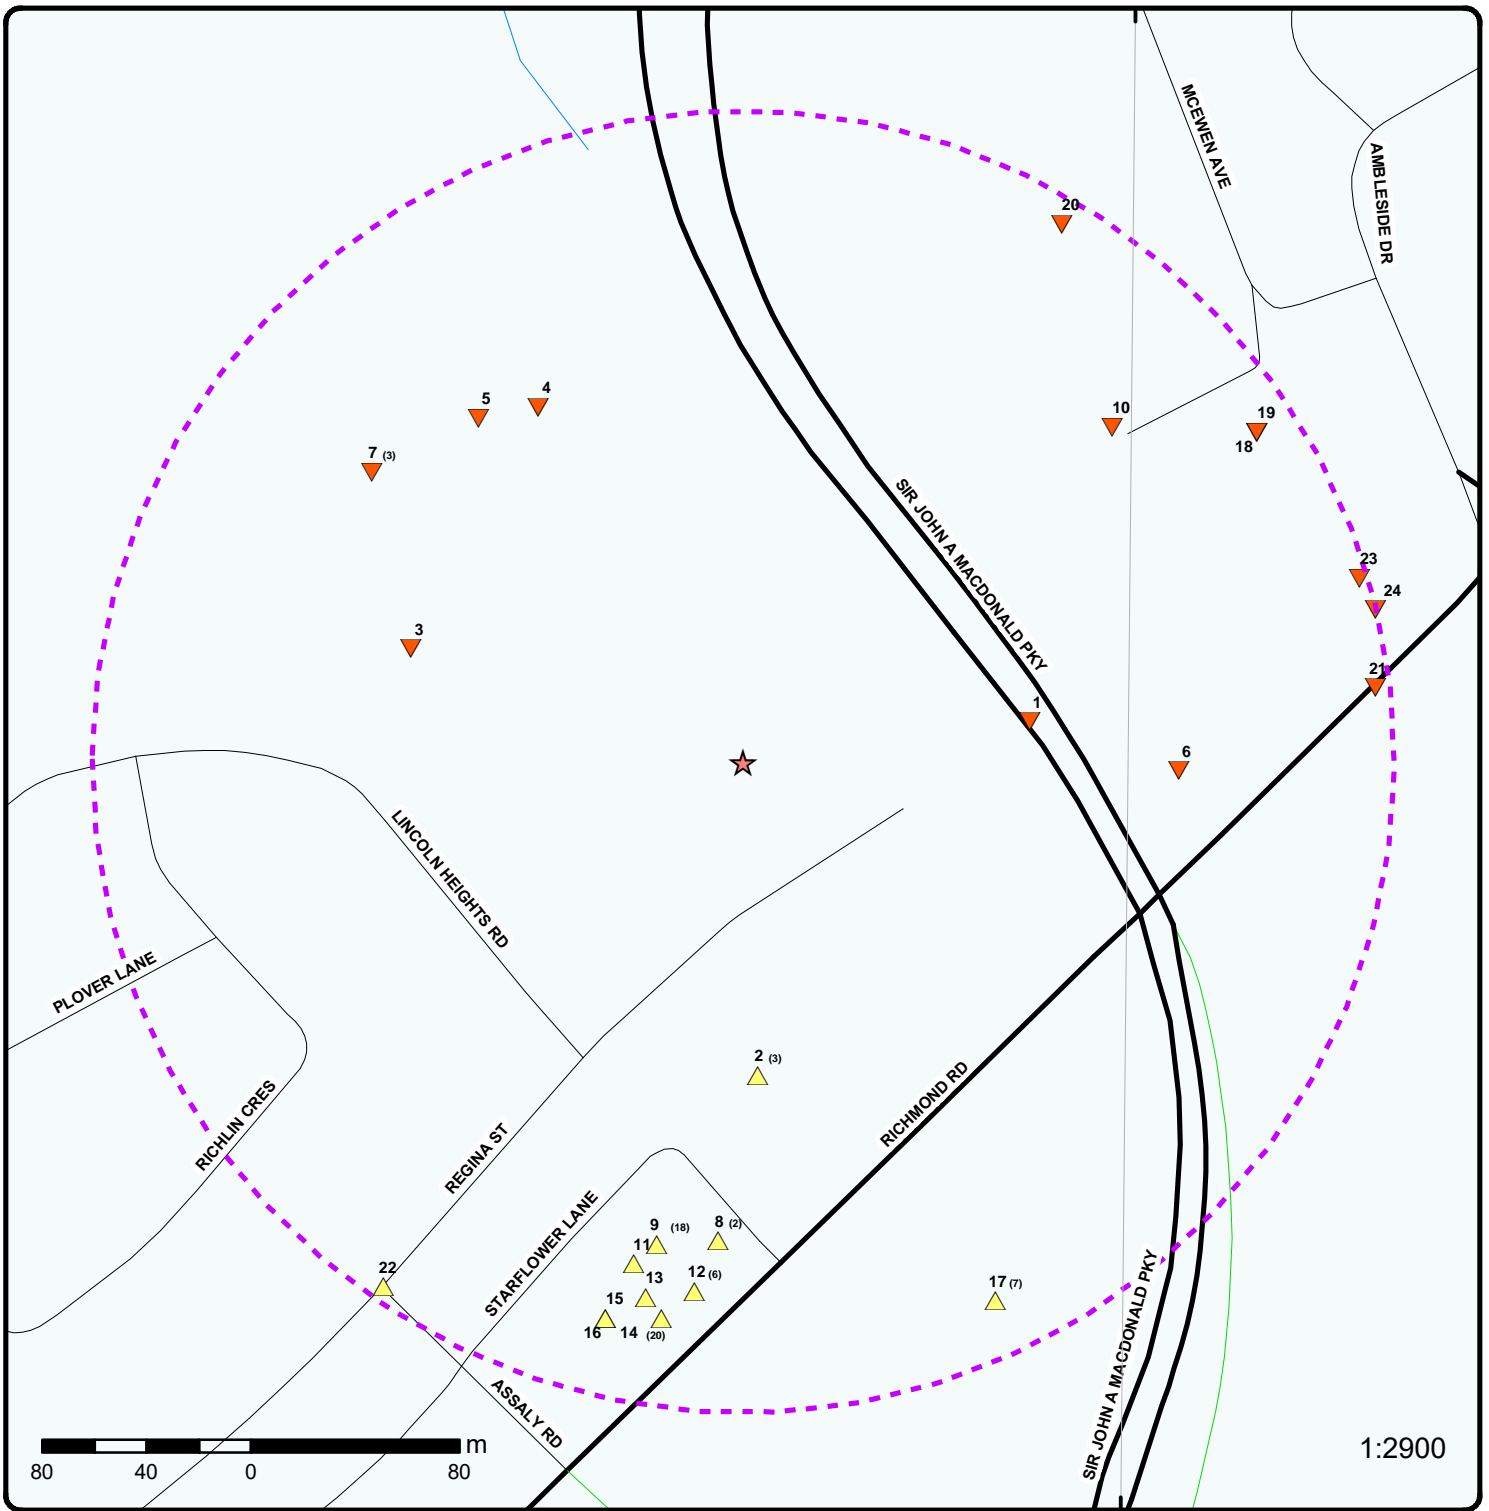 MCEWEN AVE
AMBLESIDE DR
20
5
4
7 (3)
10
19
18
SIR JOHN A MACDONALD PKY
23
24
3
21
1
6
LINCOLN HEIGHTS RD
PLOVER LANE
2 (3)
RICHMOND RD
RICHLIN CRES
REGINA ST
STARFLOWER LANE
9 (18)
8 (2)
11
22
13
12 (6)
17 (7)
15
16
14 (20)
SIR JOHN A MACDONALD PKY
ASSALY RD
m
80 40 0 80
1:2900